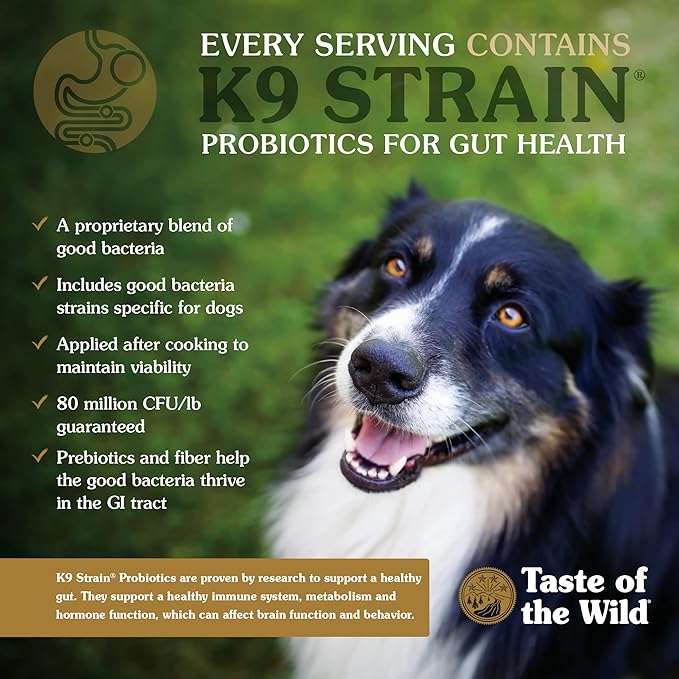 EVERY SERVING CONTAINS
K9 STRAIN®
PROBIOTICS FOR GUT HEALTH
A proprietary blend of
good bacteria
Includes good bacteria
strains specific for dogs
Applied after cooking to
maintain viability
80 million CFU/lb
guaranteed
Prebiotics and fiber help
the good bacteria thrive
in the GI tract
K9 Strain® Probiotics are proven by research to support a healthy
gut. They support a healthy immune system, metabolism and
hormone function, which can affect brain function and behavior.
Taste of
the Wild®